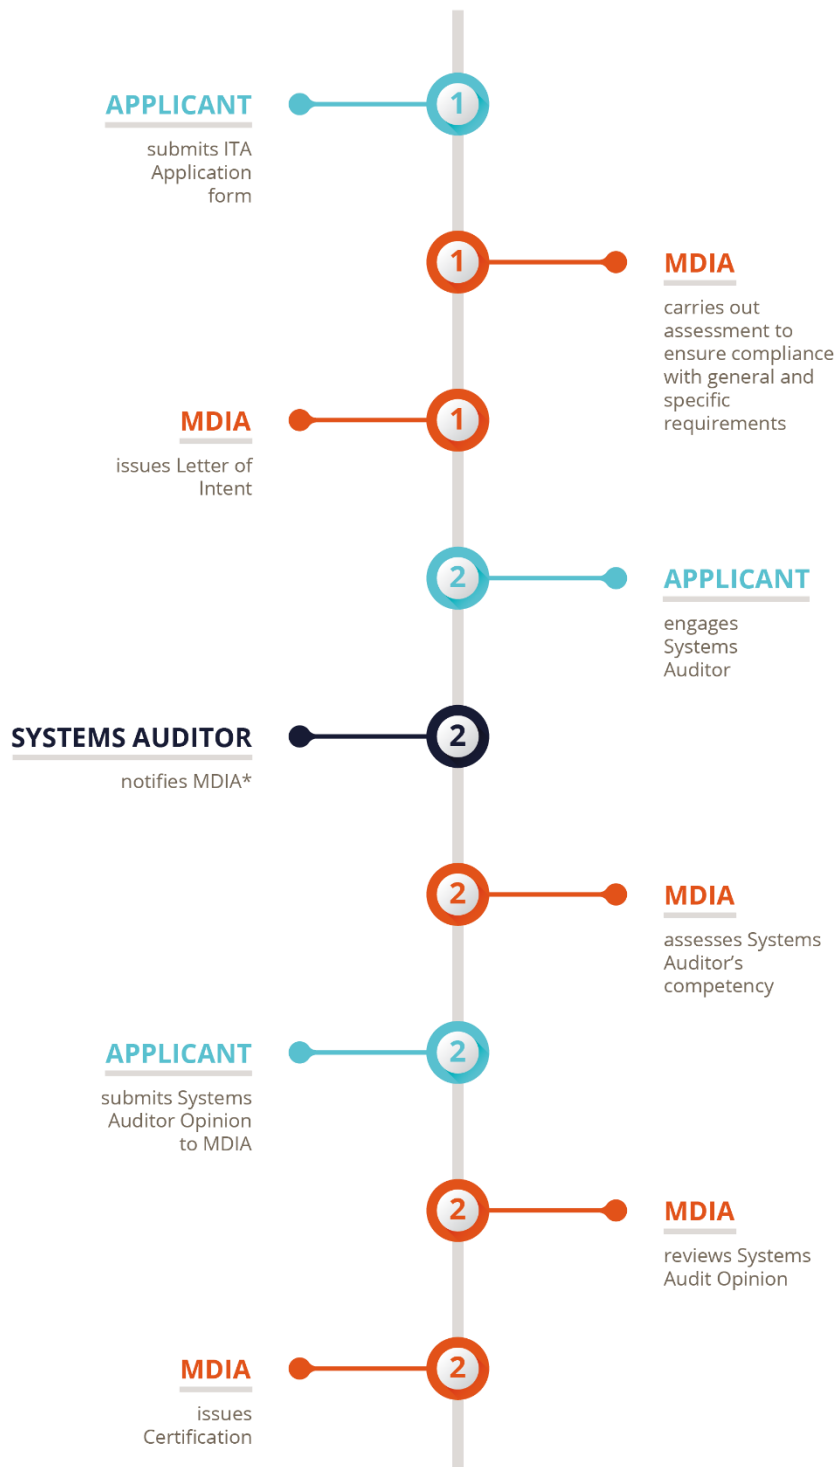 APPLICANT
1
submits ITA
Application
form
1
MDIA
carries out
assessment to
ensure compliance
with general and
specific
requirements
MDIA
1
issues Letter of
Intent
2
APPLICANT
engages
Systems
Auditor
SYSTEMS AUDITOR
2
notifies MDIA*
2
MDIA
assesses Systems
Auditor’s
competency
APPLICANT
2
submits Systems
Auditor Opinion
to MDIA
2
MDIA
reviews Systems
Audit Opinion
MDIA
2
issues
Certification